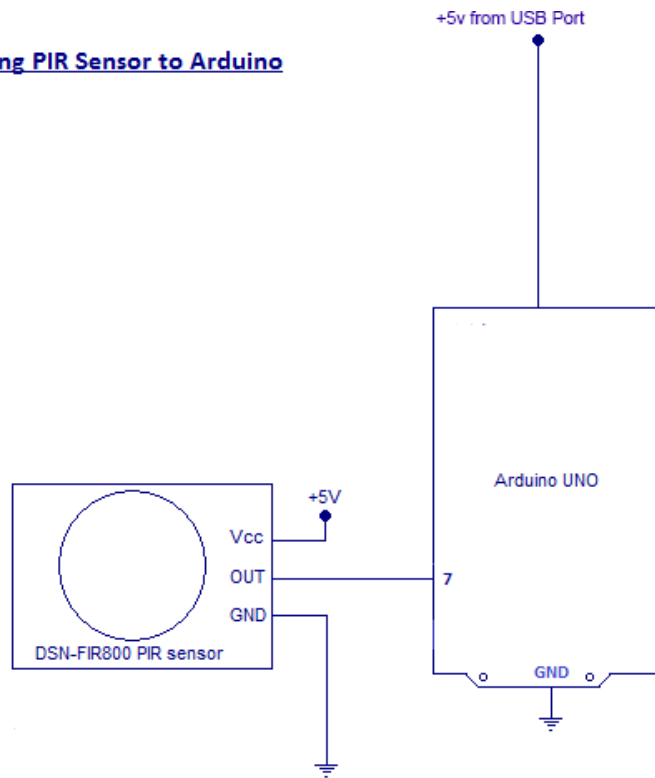 +5v from USB Port
ng PIR Sensor to Arduino
Arduino UNO
+5V
Vcc
OUT
7
GND
DSN-FIR800 PIR sensor
GND